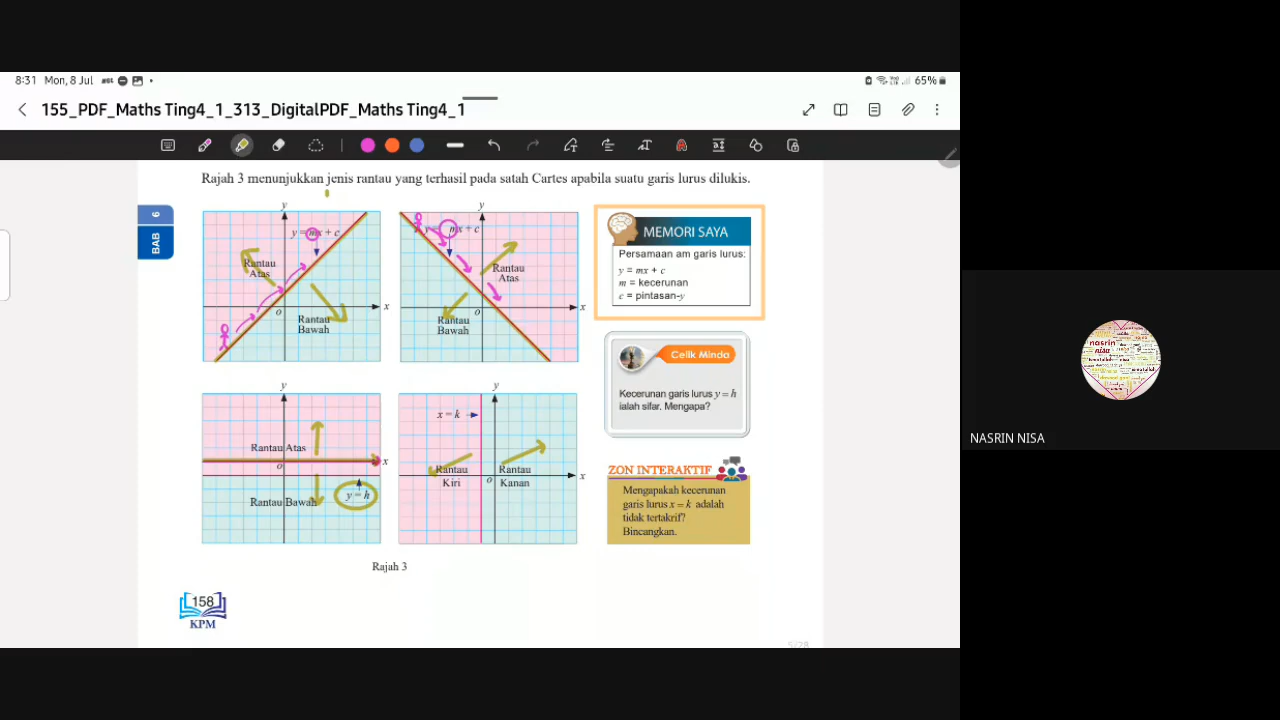 8:31 Mon, 8 Jul
65%
155_PDF_Maths Ting4_1_313_DigitalPDF_Maths Ting4_1
Rajah 3 menunjukkan jenis rantau yang terhasil pada satah Cartes apabila suatu garis lurus dilukis.
6
BAB
y
y = mx + c
Rantau
Atas
x
O
Rantau
Bawah
y
y = – mx + c
Rantau
Atas
x
O
Rantau
Bawah
MEMORI SAYA
Persamaan am garis lurus:
y = mx + c
m = kecerunan
c = pintasan-y
Celik Minda
Kecerunan garis lurus y = h
ialah sifar. Mengapa?
y
Rantau Atas
x
O
Rantau Bawah
y = h
y
x = k
Rantau
Kiri
O
Rantau
Kanan
x
ZON INTERAKTIF
Mengapakah kecerunan
garis lurus x = k adalah
tidak tertakrif?
Bincangkan.
Rajah 3
158
KPM
5/28
nasrin
nisa
NASRIN NISA